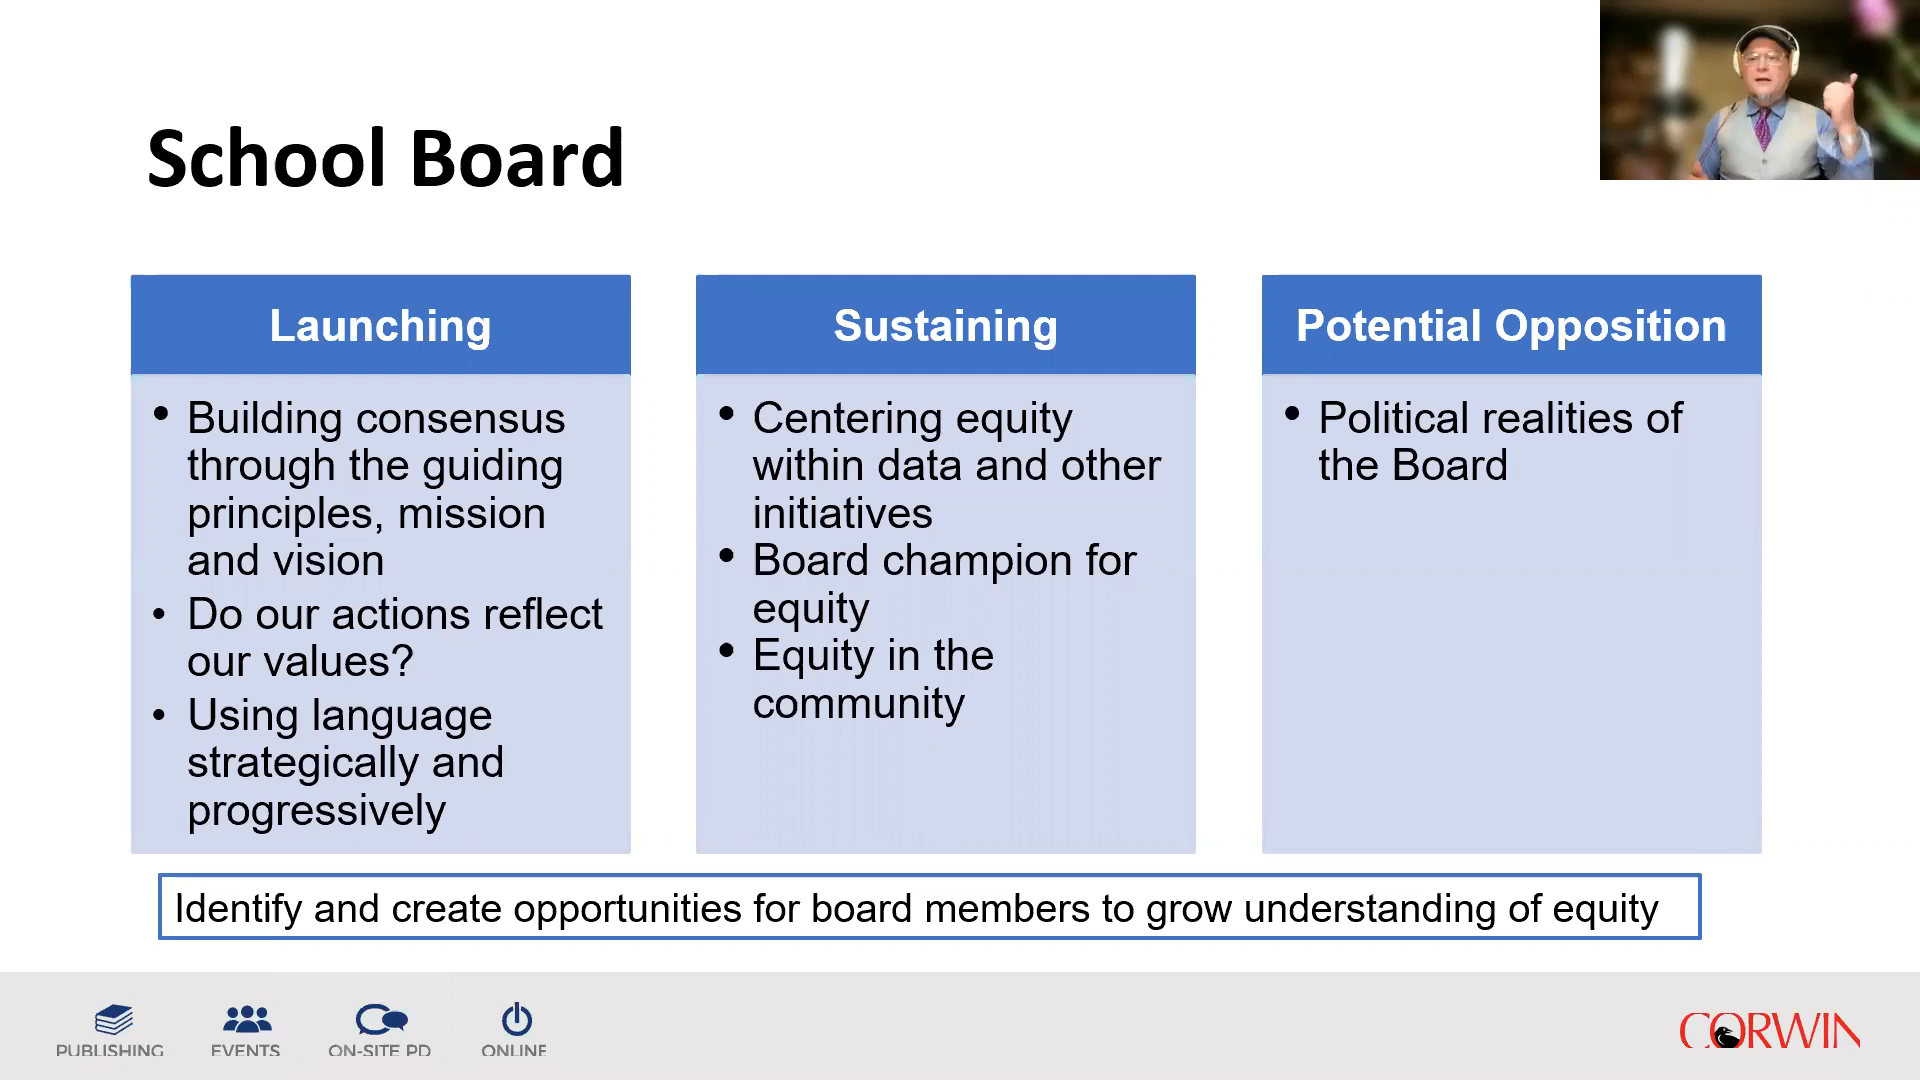 School Board
Launching
• Building consensus
through the guiding
principles, mission
and vision
• Do our actions reflect
our values?
• Using language
strategically and
progressively
Sustaining
• Centering equity
within data and other
initiatives
• Board champion for
equity
• Equity in the
community
Potential Opposition
• Political realities of
the Board
Identify and create opportunities for board members to grow understanding of equity
PUBLISHING
EVENTS
ON-SITE PD
ONLINE
CORWIN